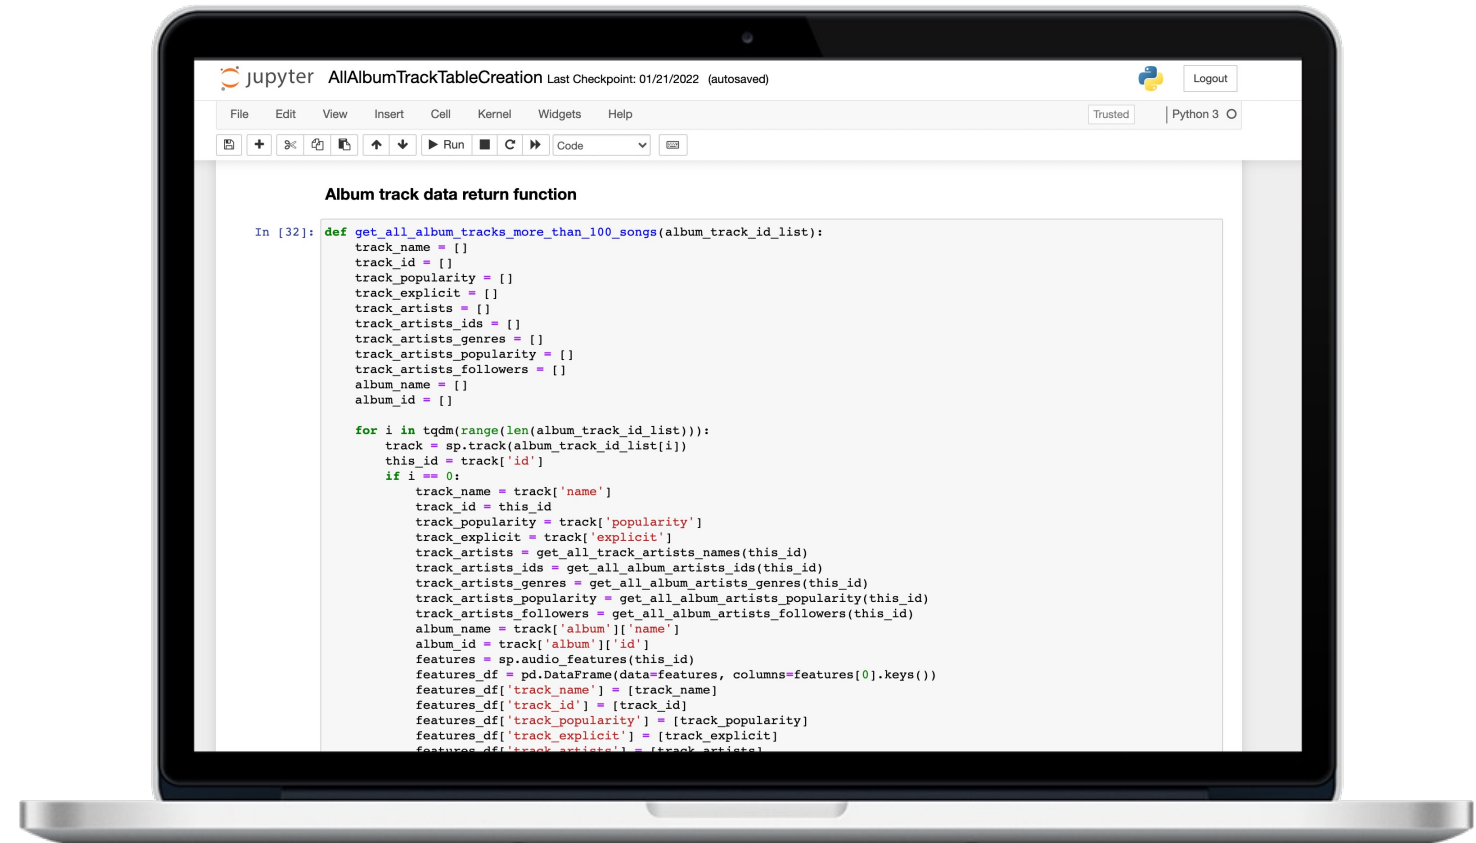 jupyter AllAlbumTrackTableCreation Last Checkpoint: 01/21/2022 (autosaved) Logout
File Edit View Insert Cell Kernel Widgets Help Trusted Python 3
Run Code
Album track data return function
In [32]: def get_all_album_tracks_more_than_100_songs(album_track_id_list):
    track_name = []
    track_id = []
    track_popularity = []
    track_explicit = []
    track_artists = []
    track_artists_ids = []
    track_artists_genres = []
    track_artists_popularity = []
    track_artists_followers = []
    album_name = []
    album_id = []
    for i in tqdm(range(len(album_track_id_list))):
        track = sp.track(album_track_id_list[i])
        this_id = track['id']
        if i == 0:
            track_name = track['name']
            track_id = this_id
            track_popularity = track['popularity']
            track_explicit = track['explicit']
            track_artists = get_all_track_artists_names(this_id)
            track_artists_ids = get_all_album_artists_ids(this_id)
            track_artists_genres = get_all_album_artists_genres(this_id)
            track_artists_popularity = get_all_album_artists_popularity(this_id)
            track_artists_followers = get_all_album_artists_followers(this_id)
            album_name = track['album']['name']
            album_id = track['album']['id']
            features = sp.audio_features(this_id)
            features_df = pd.DataFrame(data=features, columns=features[0].keys())
            features_df['track_name'] = [track_name]
            features_df['track_id'] = [track_id]
            features_df['track_popularity'] = [track_popularity]
            features_df['track_explicit'] = [track_explicit]
            features_df['track_artists'] = [track_artists]